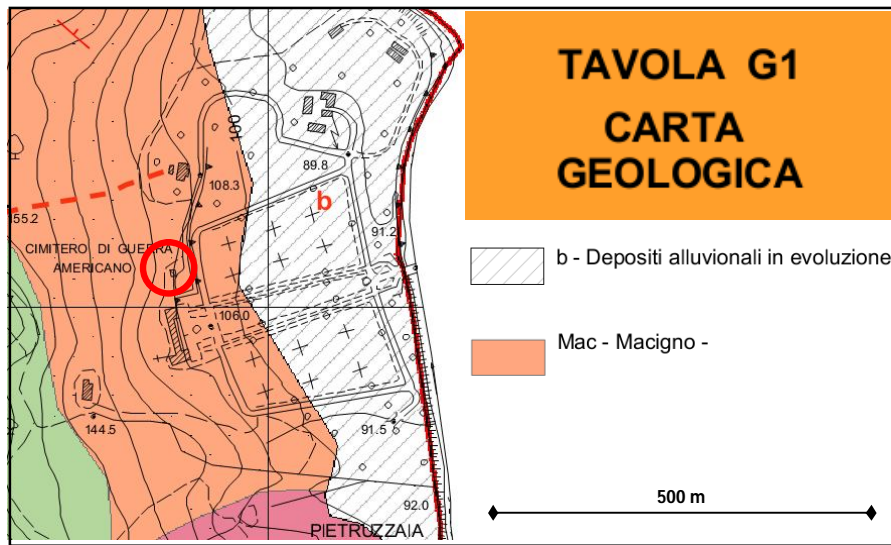 TAVOLA G1
CARTA
GEOLOGICA
b - Depositi alluvionali in evoluzione
Mac - Macigno -
500 m
100
89.8
108.3
b
155.2
91.2
CIMITERO DI GUERRA
AMERICANO
106.0
144.5
91.5
92.0
PIETRUZZAIA